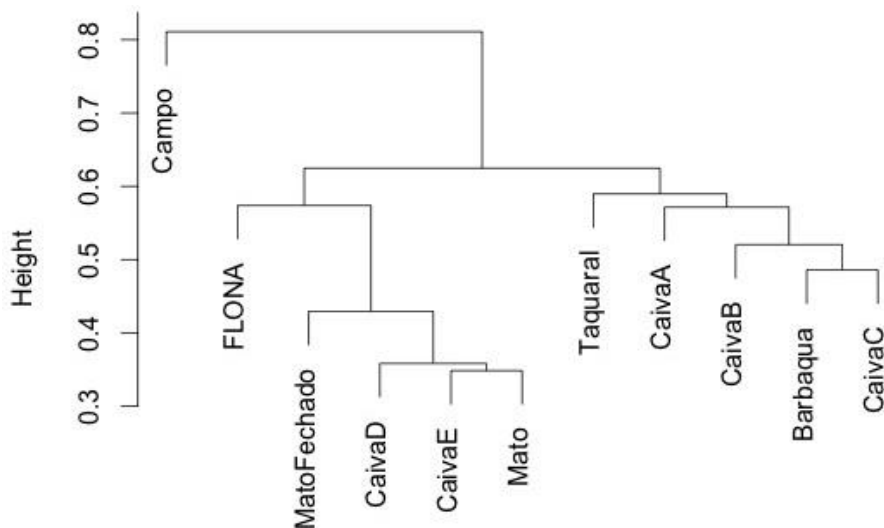 Height
0.8
0.7
0.6
0.5
0.4
0.3
Campo
FLONA
MatoFechado
CaivaD
CaivaE
Mato
Taquaral
CaivaA
CaivaB
Barbaqua
CaivaC